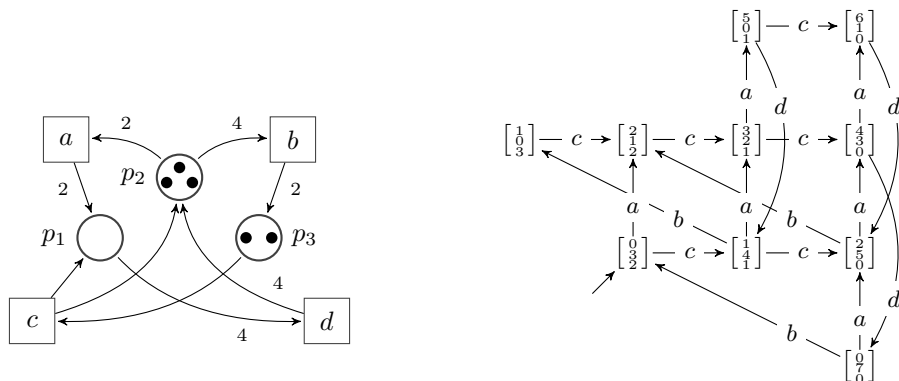 a
2
4
b
p2
2
2
p1
p3
c
4
4
d
[5 0 1] c [6 1 0]
a a d d
[1 0 3] c [2 1 2] c [3 2 1] c [4 3 0]
a b a b a
[0 3 2] c [1 4 1] c [2 5 0]
b a d
[0 7 0]